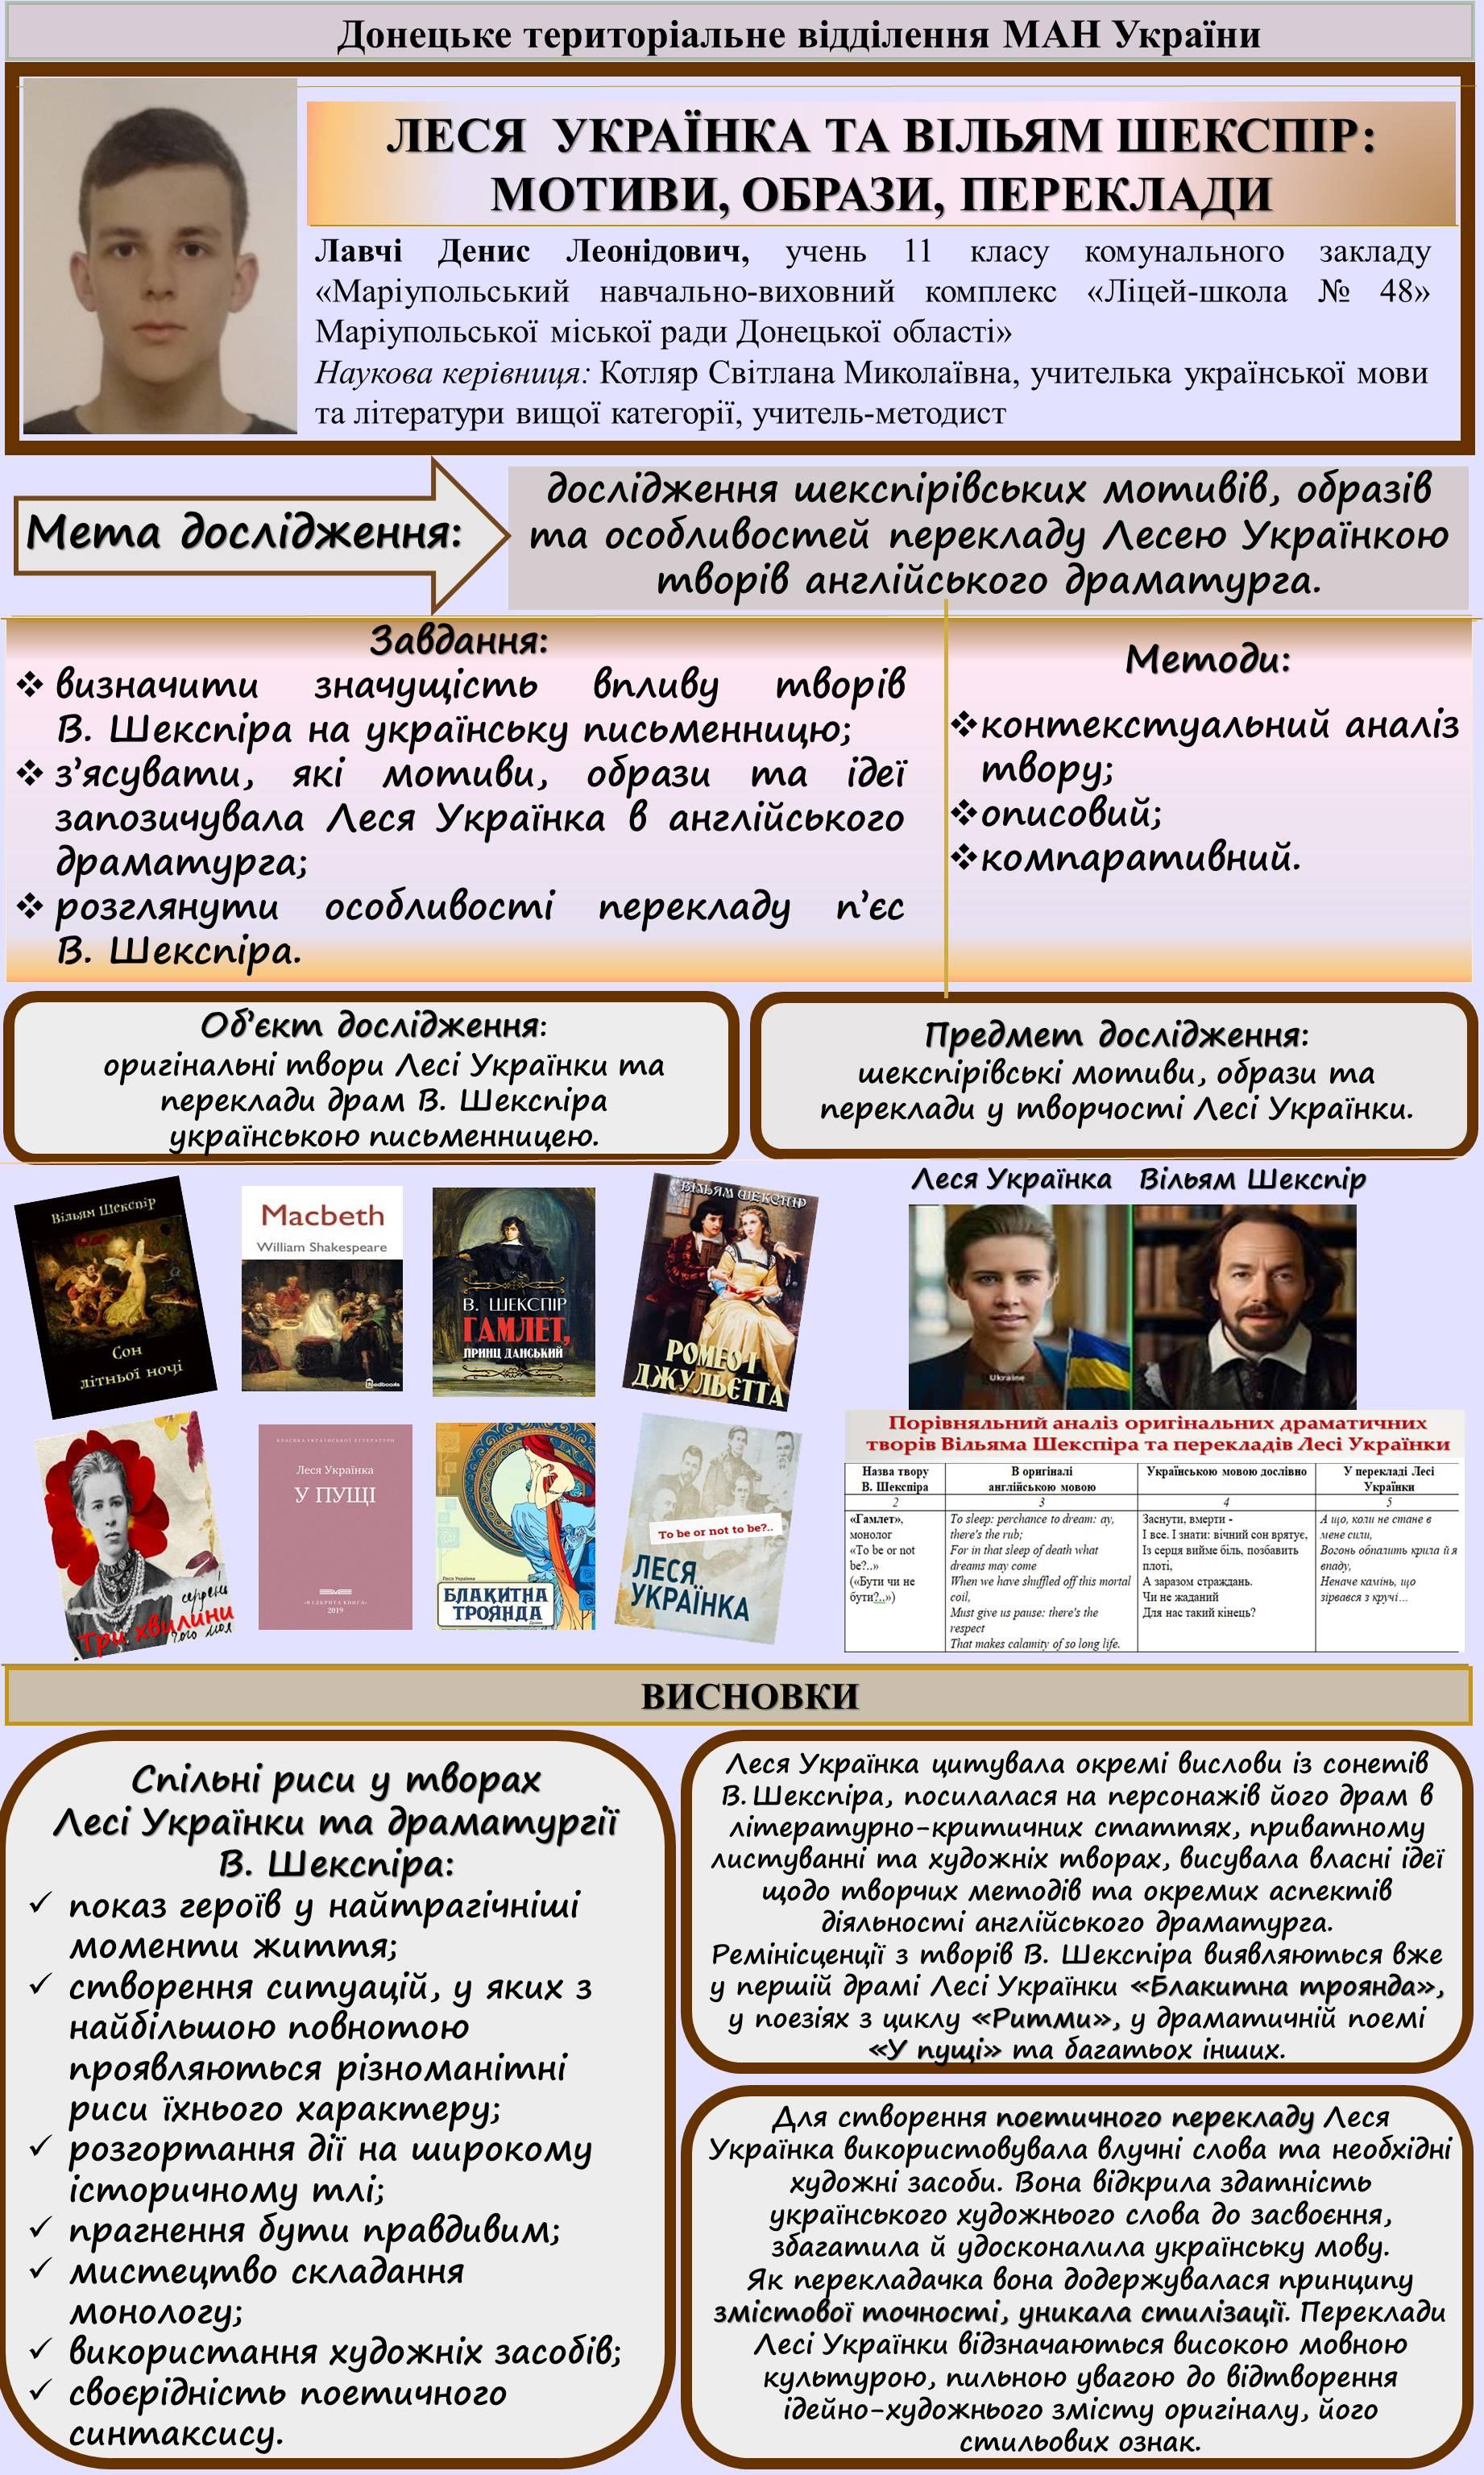 Донецьке територіальне відділення МАН України
ЛЕСЯ УКРАЇНКА ТА ВІЛЬЯМ ШЕКСПІР:
МОТИВИ, ОБРАЗИ, ПЕРЕКЛАДИ
Лавчі Денис Леонідович, учень 11 класу комунального закладу
«Маріупольський навчально-виховний комплекс «Ліцей-школа № 48»
Маріупольської міської ради Донецької області»
Наукова керівниця: Котляр Світлана Миколаївна, учителька української мови
та літератури вищої категорії, учитель-методист
Мета дослідження:
дослідження шекспірівських мотивів, образів
та особливостей перекладу Лесею Українкою
творів англійського драматурга.
Завдання:
❖ визначити значущість впливу творів
В. Шекспіра на українську письменницю;
❖ з’ясувати, які мотиви, образи та ідеї
запозичувала Леся Українка в англійського
драматурга;
❖ розглянути особливості перекладу п’єс
В. Шекспіра.
Методи:
❖контекстуальний аналіз
твору;
❖описовий;
❖компаративний.
Об’єкт дослідження:
оригінальні твори Лесі Українки та
переклади драм В. Шекспіра
українською письменницею.
Предмет дослідження:
шекспірівські мотиви, образи та
переклади у творчості Лесі Українки.
Вільям Шекспір
Сон
літньої ночі
Macbeth
William Shakespeare
В. ШЕКСПІР
ГАМЛЕТ,
ПРИНЦ ДАНСЬКИЙ
ВІЛЬЯМ ШЕКСПІР
РОМЕО І
ДЖУЛЬЄТТА
Леся Українка Вільям Шекспір
Ukraine
Три хвилини
Леся Українка
У ПУЩІ
2019
Леся Українка
БЛАКИТНА
ТРОЯНДА
To be or not to be?..
ЛЕСЯ
УКРАЇНКА
Порівняльний аналіз оригінальних драматичних
творів Вільяма Шекспіра та перекладів Лесі Українки
Назва твору
В. Шекспіра
В оригіналі
англійською мовою
Українською мовою дослівно
У перекладі Лесі
Українки
2 3 4 5
«Гамлет»,
монолог
«To be or not
be?..»
(«Бути чи не
бути?..»)
To sleep: perchance to dream: ay,
there's the rub;
For in that sleep of death what
dreams may come
When we have shuffled off this mortal
coil,
Must give us pause: there's the
respect
That makes calamity of so long life.
Заснути, вмерти -
І все. І знати: вічний сон врятує,
Із серця вийме біль, позбавить
плоті,
А заразом страждань.
Чи не жаданий
Для нас такий кінець?
А що, коли не стане в
мене сили,
Вогонь обпалить крила й я
впаду,
Неначе камінь, що
зірвався з кручі…
ВИСНОВКИ
Спільні риси у творах
Лесі Українки та драматургії
В. Шекспіра:
✓ показ героїв у найтрагічніші
моменти життя;
✓ створення ситуацій, у яких з
найбільшою повнотою
проявляються різноманітні
риси їхнього характеру;
✓ розгортання дії на широкому
історичному тлі;
✓ прагнення бути правдивим;
✓ мистецтво складання
монологу;
✓ використання художніх засобів;
✓ своєрідність поетичного
синтаксису.
Леся Українка цитувала окремі вислови із сонетів
В. Шекспіра, посилалася на персонажів його драм в
літературно-критичних статтях, приватному
листуванні та художніх творах, висувала власні ідеї
щодо творчих методів та окремих аспектів
діяльності англійського драматурга.
Ремінісценції з творів В. Шекспіра виявляються вже
у першій драмі Лесі Українки «Блакитна троянда»,
у поезіях з циклу «Ритми», у драматичній поемі
«У пущі» та багатьох інших.
Для створення поетичного перекладу Леся
Українка використовувала влучні слова та необхідні
художні засоби. Вона відкрила здатність
українського художнього слова до засвоєння,
збагатила й удосконалила українську мову.
Як перекладачка вона додержувалася принципу
змістової точності, уникала стилізації. Переклади
Лесі Українки відзначаються високою мовною
культурою, пильною увагою до відтворення
ідейно-художнього змісту оригіналу, його
стильових ознак.